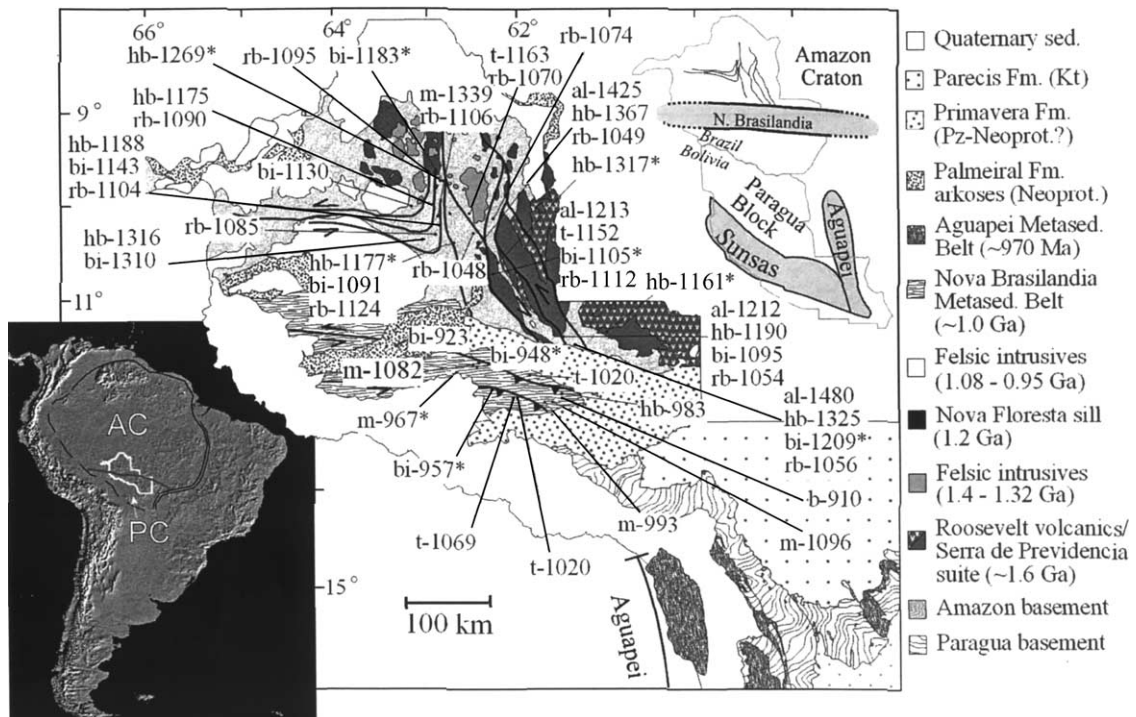 66°
64°
62°
9°
11°
15°
hb-1269*
rb-1095
bi-1183*
t-1163
rb-1070
rb-1074
hb-1175
rb-1090
m-1339
rb-1106
al-1425
hb-1367
rb-1049
hb-1317*
hb-1188
bi-1143
rb-1104
bi-1130
rb-1085
al-1213
t-1152
bi-1105*
rb-1112
hb-1316
bi-1310
hb-1177*
bi-1091
rb-1124
rb-1048
hb-1161*
al-1212
hb-1190
bi-1095
rb-1054
bi-923
bi-948*
m-1082
t-1020
hb-983
m-967*
al-1480
hb-1325
bi-1209*
rb-1056
bi-957*
b-910
m-993
m-1096
t-1069
t-1020
100 km
Aguapei
Amazon
Craton
N. Brasilandia
Brazil
Bolivia
Paragua
Block
Sunsas
Aguapei
AC
PC
Quaternary sed.
Parecis Fm. (Kt)
Primavera Fm.
(Pz-Neoprot.?)
Palmeiral Fm.
arkoses (Neoprot.)
Aguapei Metased.
Belt (~970 Ma)
Nova Brasilandia
Metased. Belt
(~1.0 Ga)
Felsic intrusives
(1.08 - 0.95 Ga)
Nova Floresta sill
(1.2 Ga)
Felsic intrusives
(1.4 - 1.32 Ga)
Roosevelt volcanics/
Serra de Previdencia
suite (~1.6 Ga)
Amazon basement
Paragua basement